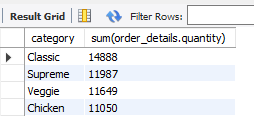 Result Grid Filter Rows:
category sum(order_details.quantity)
Classic 14888
Supreme 11987
Veggie 11649
Chicken 11050